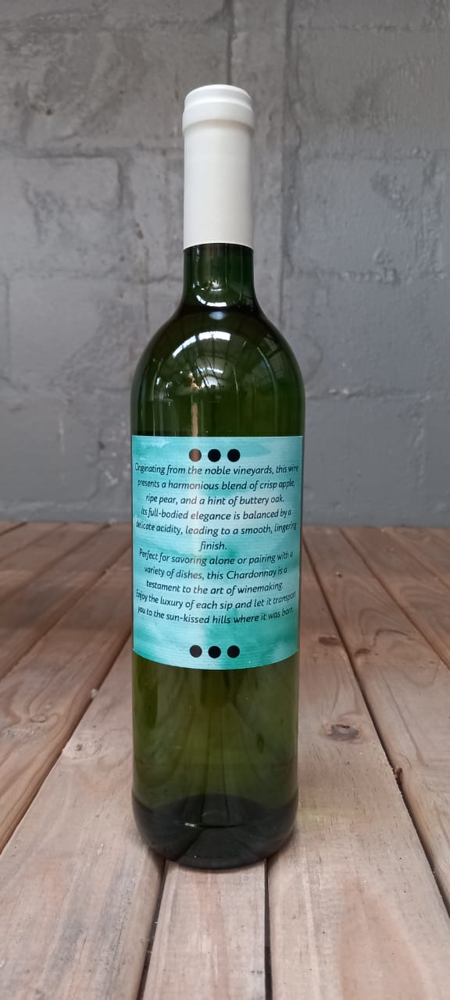 Originating from the noble vineyards, this wine
presents a harmonious blend of crisp apple,
ripe pear, and a hint of buttery oak.
Its full-bodied elegance is balanced by a
delicate acidity, leading to a smooth, lingering
finish.
Perfect for savoring alone or pairing with a
variety of dishes, this Chardonnay is a
testament to the art of winemaking.
Enjoy the luxury of each sip and let it transport
you to the sun-kissed hills where it was born.